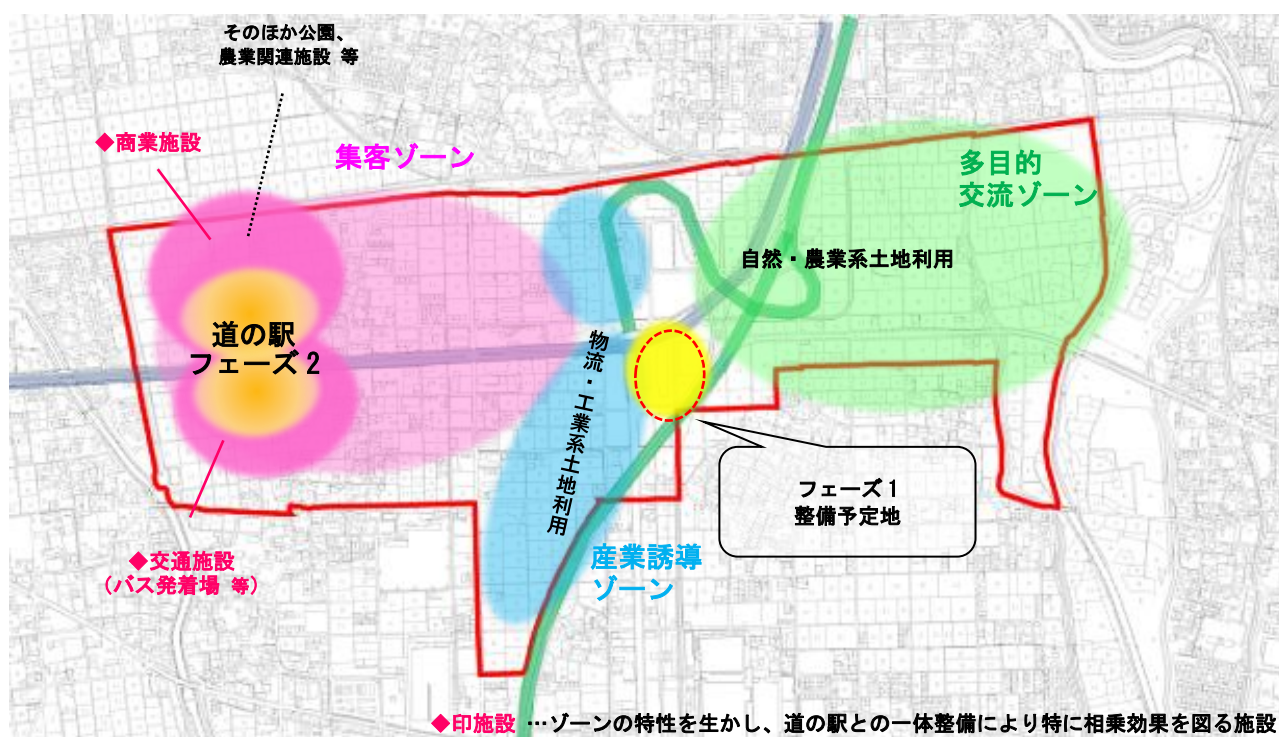 そのほか公園、
農業関連施設 等
◆商業施設
集客ゾーン
多目的
交流ゾーン
自然・農業系土地利用
道の駅
フェーズ2
物流・工業系土地利用
フェーズ1
整備予定地
産業誘導
ゾーン
◆交通施設
(バス発着場 等)
◆印施設 …ゾーンの特性を生かし、道の駅との一体整備により特に相乗効果を図る施設